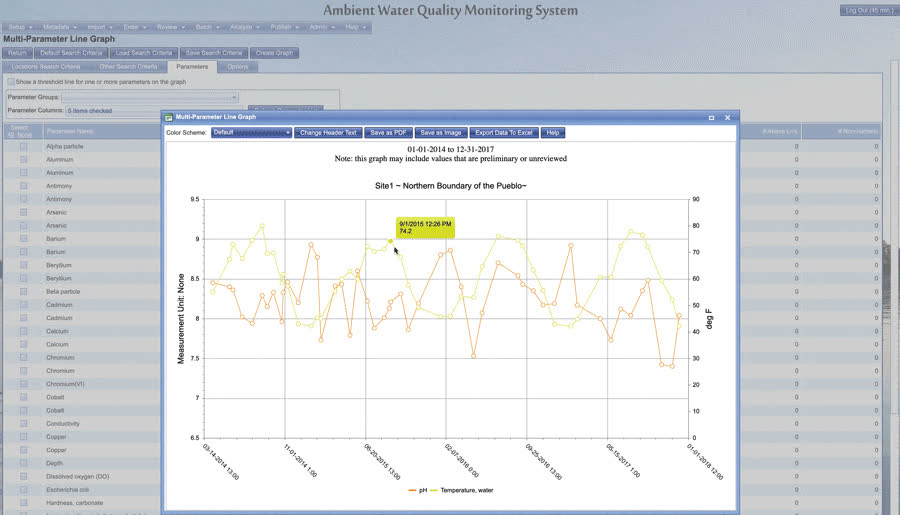 Ambient Water Quality Monitoring System
Log Out (45 min.)
Setup Metadata Import Enter Review Batch Analyze Publish Admin Help
Multi-Parameter Line Graph
Return Default Search Criteria Load Search Criteria Save Search Criteria Create Graph
Locations Search Criteria Other Search Criteria Parameters Options
Show a threshold line for one or more parameters on the graph
Parameter Groups:
Parameter Columns: 5 items checked
Select
All None
Parameter Name
# Above Limit
# Non-numeric
Alpha particle 0 0
Aluminum 0 0
Aluminum 0 0
Antimony 0 0
Antimony 0 0
Arsenic 0 0
Arsenic 0 0
Barium 0 0
Barium 0 0
Beryllium 0 0
Beryllium 0 0
Beta particle 0 0
Cadmium 0 0
Cadmium 0 0
Calcium 0 0
Calcium 0 0
Chromium 0 0
Chromium 0 0
Chromium(VI) 0 0
Cobalt 0 0
Cobalt 0 0
Conductivity 0 0
Copper 0 0
Copper 0 0
Depth 0 0
Dissolved oxygen (DO) 0 0
Escherichia coli 0 0
Hardness, carbonate 0 0
Multi-Parameter Line Graph
Color Scheme: Default Change Header Text Save as PDF Save as Image Export Data To Excel Help
01-01-2014 to 12-31-2017
Note: this graph may include values that are preliminary or unreviewed
Site1 ~ Northern Boundary of the Pueblo~
9/1/2015 12:26 PM
74.2
Measurement Unit: None
9.5
9
8.5
8
7.5
7
6.5
90
80
70
60
50
40
30
20
10
0
deg F
03-14-2014 13:00
11-01-2014 1:00
06-20-2015 13:00
02-07-2016 0:00
09-25-2016 13:00
05-15-2017 1:00
01-01-2018 12:00
pH Temperature, water